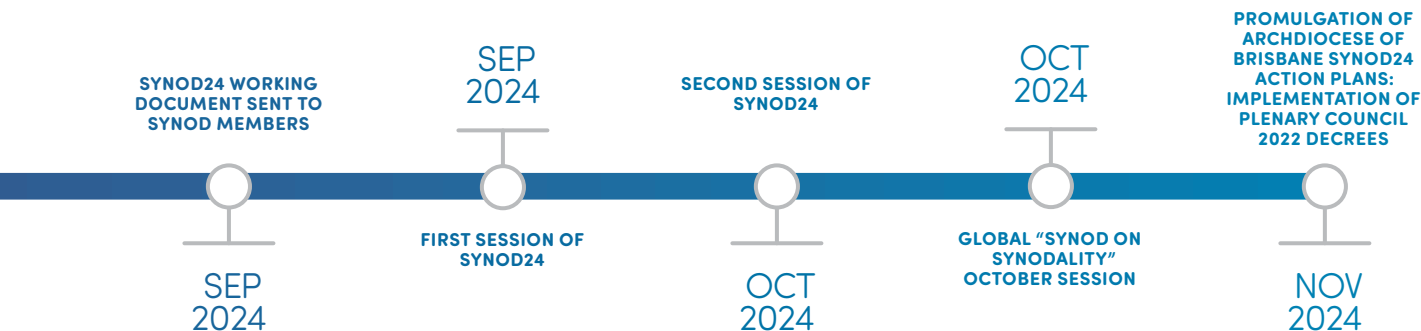 SYNOD24 WORKING
DOCUMENT SENT TO
SYNOD MEMBERS
SEP
2024
SEP
2024
FIRST SESSION OF
SYNOD24
SECOND SESSION OF
SYNOD24
OCT
2024
OCT
2024
GLOBAL “SYNOD ON
SYNODALITY”
OCTOBER SESSION
PROMULGATION OF
ARCHDIOCESE OF
BRISBANE SYNOD24
ACTION PLANS:
IMPLEMENTATION OF
PLENARY COUNCIL
2022 DECREES
NOV
2024